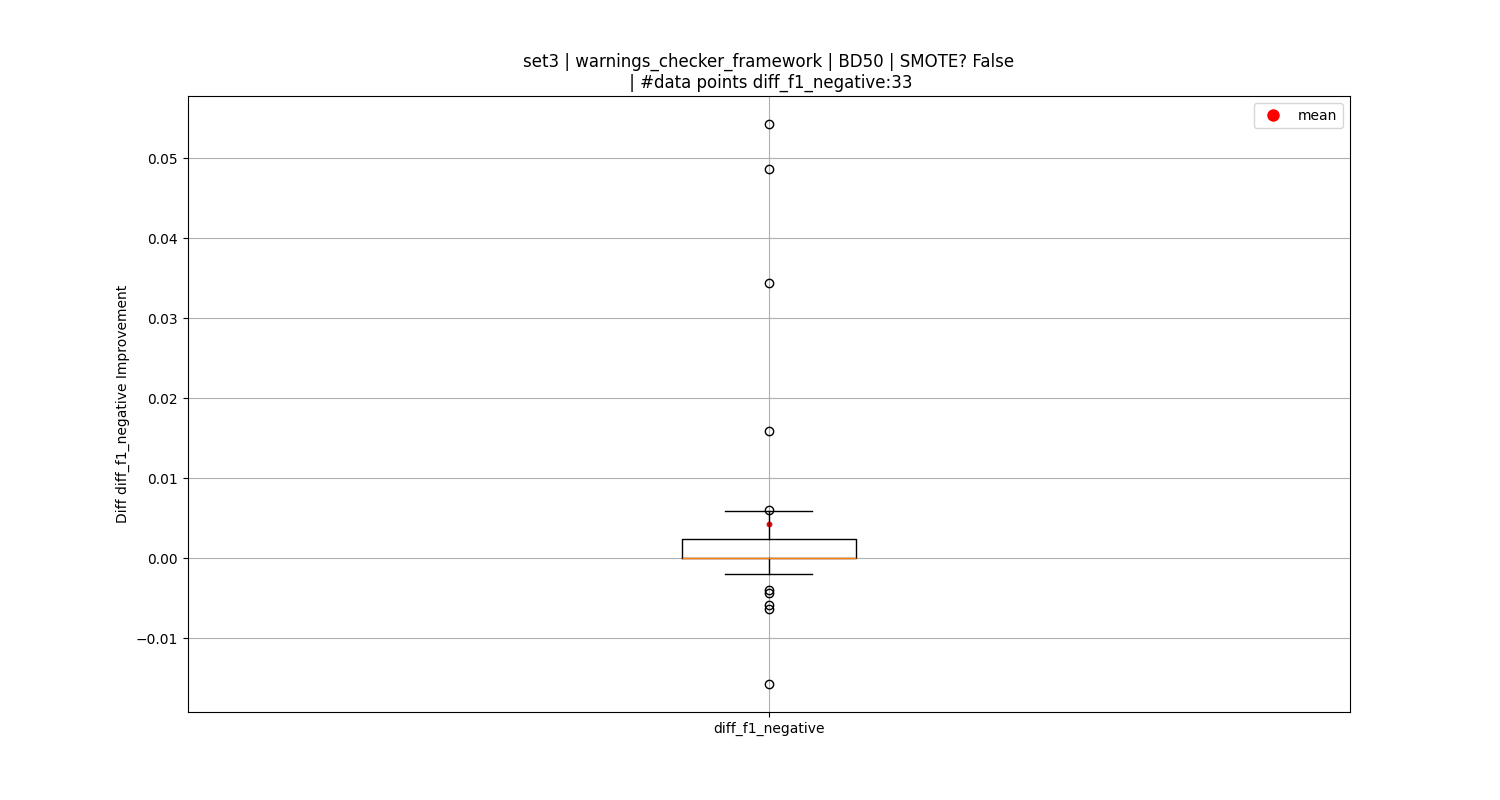 set3 | warnings_checker_framework | BD50 | SMOTE? False
| #data points diff_f1_negative:33
mean
0.05
0.04
0.03
0.02
0.01
0.00
−0.01
Diff diff_f1_negative Improvement
diff_f1_negative